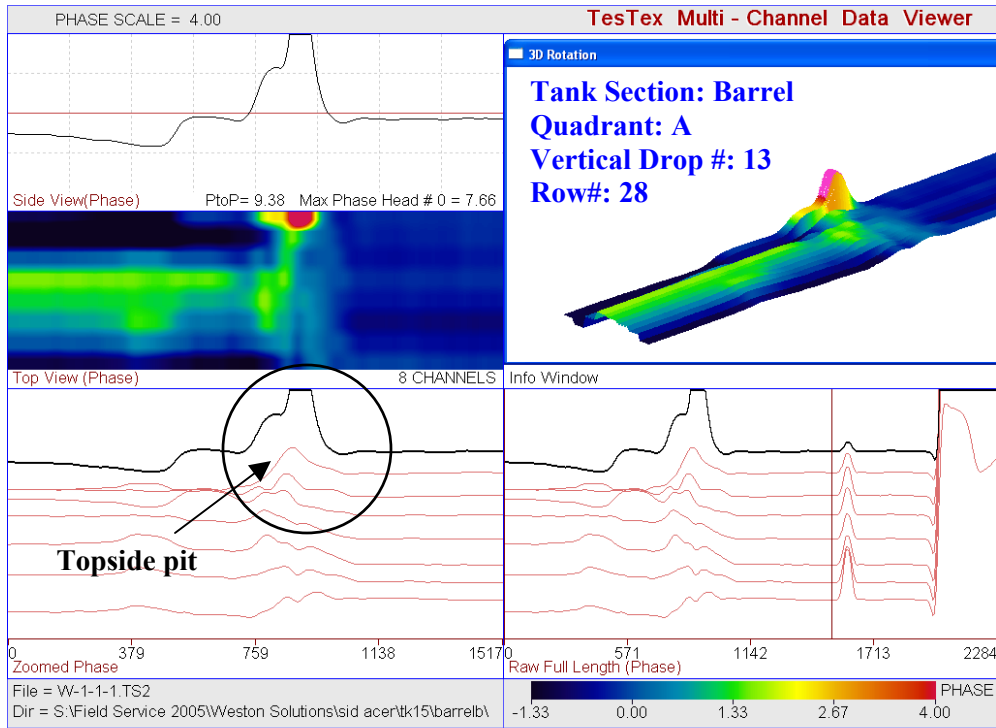 PHASE SCALE = 4.00
TesTex Multi - Channel Data Viewer
3D Rotation
Tank Section: Barrel
Quadrant: A
Vertical Drop #: 13
Row#: 28
Side View(Phase) PtoP= 9.38 Max Phase Head # 0 = 7.66
Top View (Phase) 8 CHANNELS
Info Window
Topside pit
0 379 759 1138 1517
Zoomed Phase
0 571 1142 1713 2284
Raw Full Length (Phase)
File = W-1-1-1.TS2
Dir = S:\Field Service 2005\Weston Solutions\sid acer\tk15\barrelb\
PHASE
-1.33 0.00 1.33 2.67 4.00